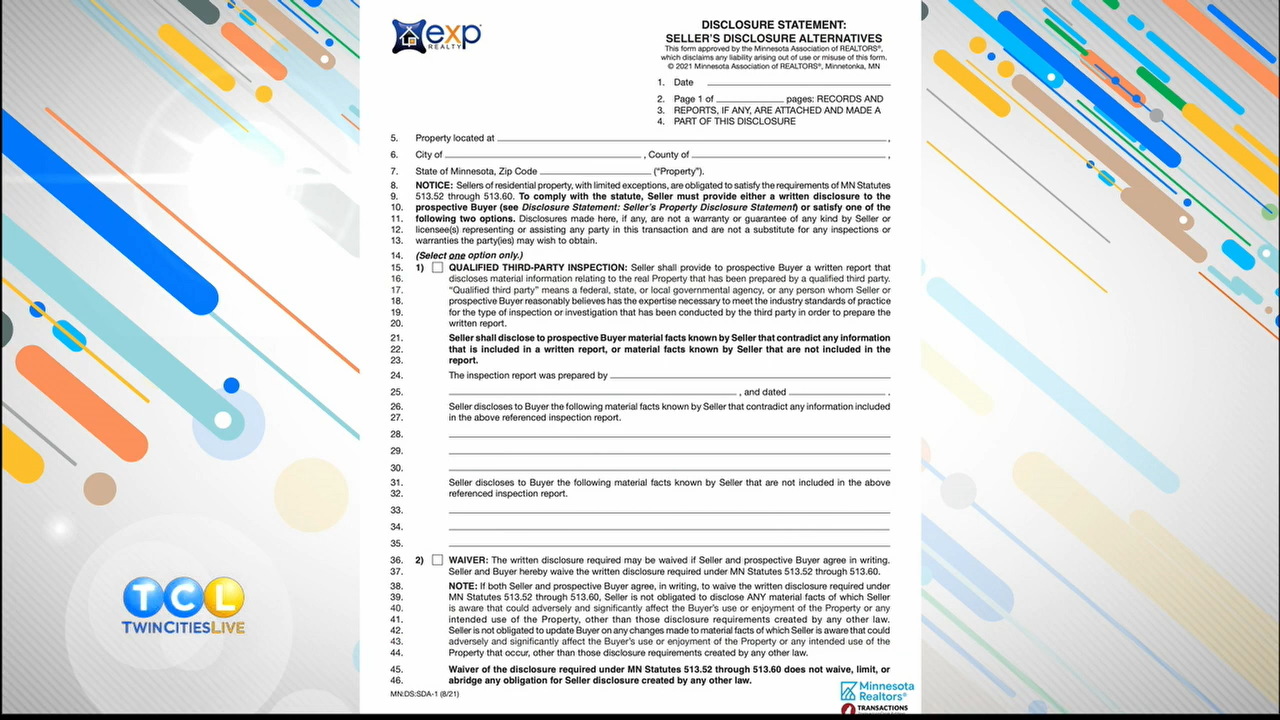 exp
REALTY
DISCLOSURE STATEMENT:
SELLER'S DISCLOSURE ALTERNATIVES
This form approved by the Minnesota Association of REALTORS®,
which disclaims any liability arising out of use or misuse of this form.
© 2021 Minnesota Association of REALTORS®, Minnetonka, MN
1. Date
2. Page 1 of pages: RECORDS AND
3. REPORTS, IF ANY, ARE ATTACHED AND MADE A
4. PART OF THIS DISCLOSURE
5. Property located at ,
6. City of , County of ,
7. State of Minnesota, Zip Code ("Property").
8. NOTICE: Sellers of residential property, with limited exceptions, are obligated to satisfy the requirements of MN Statutes
9. 513.52 through 513.60. To comply with the statute, Seller must provide either a written disclosure to the
10. prospective Buyer (see Disclosure Statement: Seller's Property Disclosure Statement) or satisfy one of the
11. following two options. Disclosures made here, if any, are not a warranty or guarantee of any kind by Seller or
12. licensee(s) representing or assisting any party in this transaction and are not a substitute for any inspections or
13. warranties the party(ies) may wish to obtain.
14. (Select one option only.)
15. 1) QUALIFIED THIRD-PARTY INSPECTION: Seller shall provide to prospective Buyer a written report that
16. discloses material information relating to the real Property that has been prepared by a qualified third party.
17. "Qualified third party" means a federal, state, or local governmental agency, or any person whom Seller or
18. prospective Buyer reasonably believes has the expertise necessary to meet the industry standards of practice
19. for the type of inspection or investigation that has been conducted by the third party in order to prepare the
20. written report.
21. Seller shall disclose to prospective Buyer material facts known by Seller that contradict any information
22. that is included in a written report, or material facts known by Seller that are not included in the
23. report.
24. The inspection report was prepared by
25. , and dated .
26. Seller discloses to Buyer the following material facts known by Seller that contradict any information included
27. in the above referenced inspection report.
28.
29.
30.
31. Seller discloses to Buyer the following material facts known by Seller that are not included in the above
32. referenced inspection report.
33.
34.
35.
36. 2) WAIVER: The written disclosure required may be waived if Seller and prospective Buyer agree in writing.
37. Seller and Buyer hereby waive the written disclosure required under MN Statutes 513.52 through 513.60.
38. NOTE: If both Seller and prospective Buyer agree, in writing, to waive the written disclosure required under
39. MN Statutes 513.52 through 513.60, Seller is not obligated to disclose ANY material facts of which Seller
40. is aware that could adversely and significantly affect the Buyer's use or enjoyment of the Property or any
41. intended use of the Property, other than those disclosure requirements created by any other law.
42. Seller is not obligated to update Buyer on any changes made to material facts of which Seller is aware that could
43. adversely and significantly affect the Buyer's use or enjoyment of the Property or any intended use of the
44. Property that occur, other than those disclosure requirements created by any other law.
45. Waiver of the disclosure required under MN Statutes 513.52 through 513.60 does not waive, limit, or
46. abridge any obligation for Seller disclosure created by any other law.
MN:DS:SDA-1 (8/21)
Minnesota
Realtors®
TRANSACTIONS
TCL
TWINCITIESLIVE